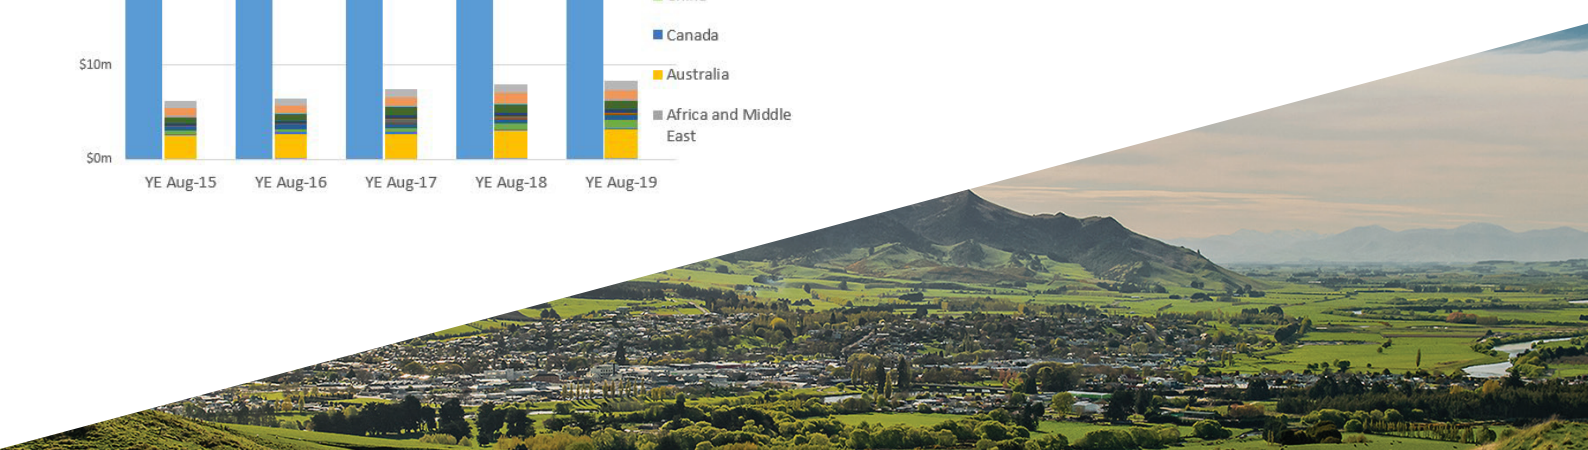 Canada
$10m
Australia
Africa and Middle
East
$0m
YE Aug-15 YE Aug-16 YE Aug-17 YE Aug-18 YE Aug-19